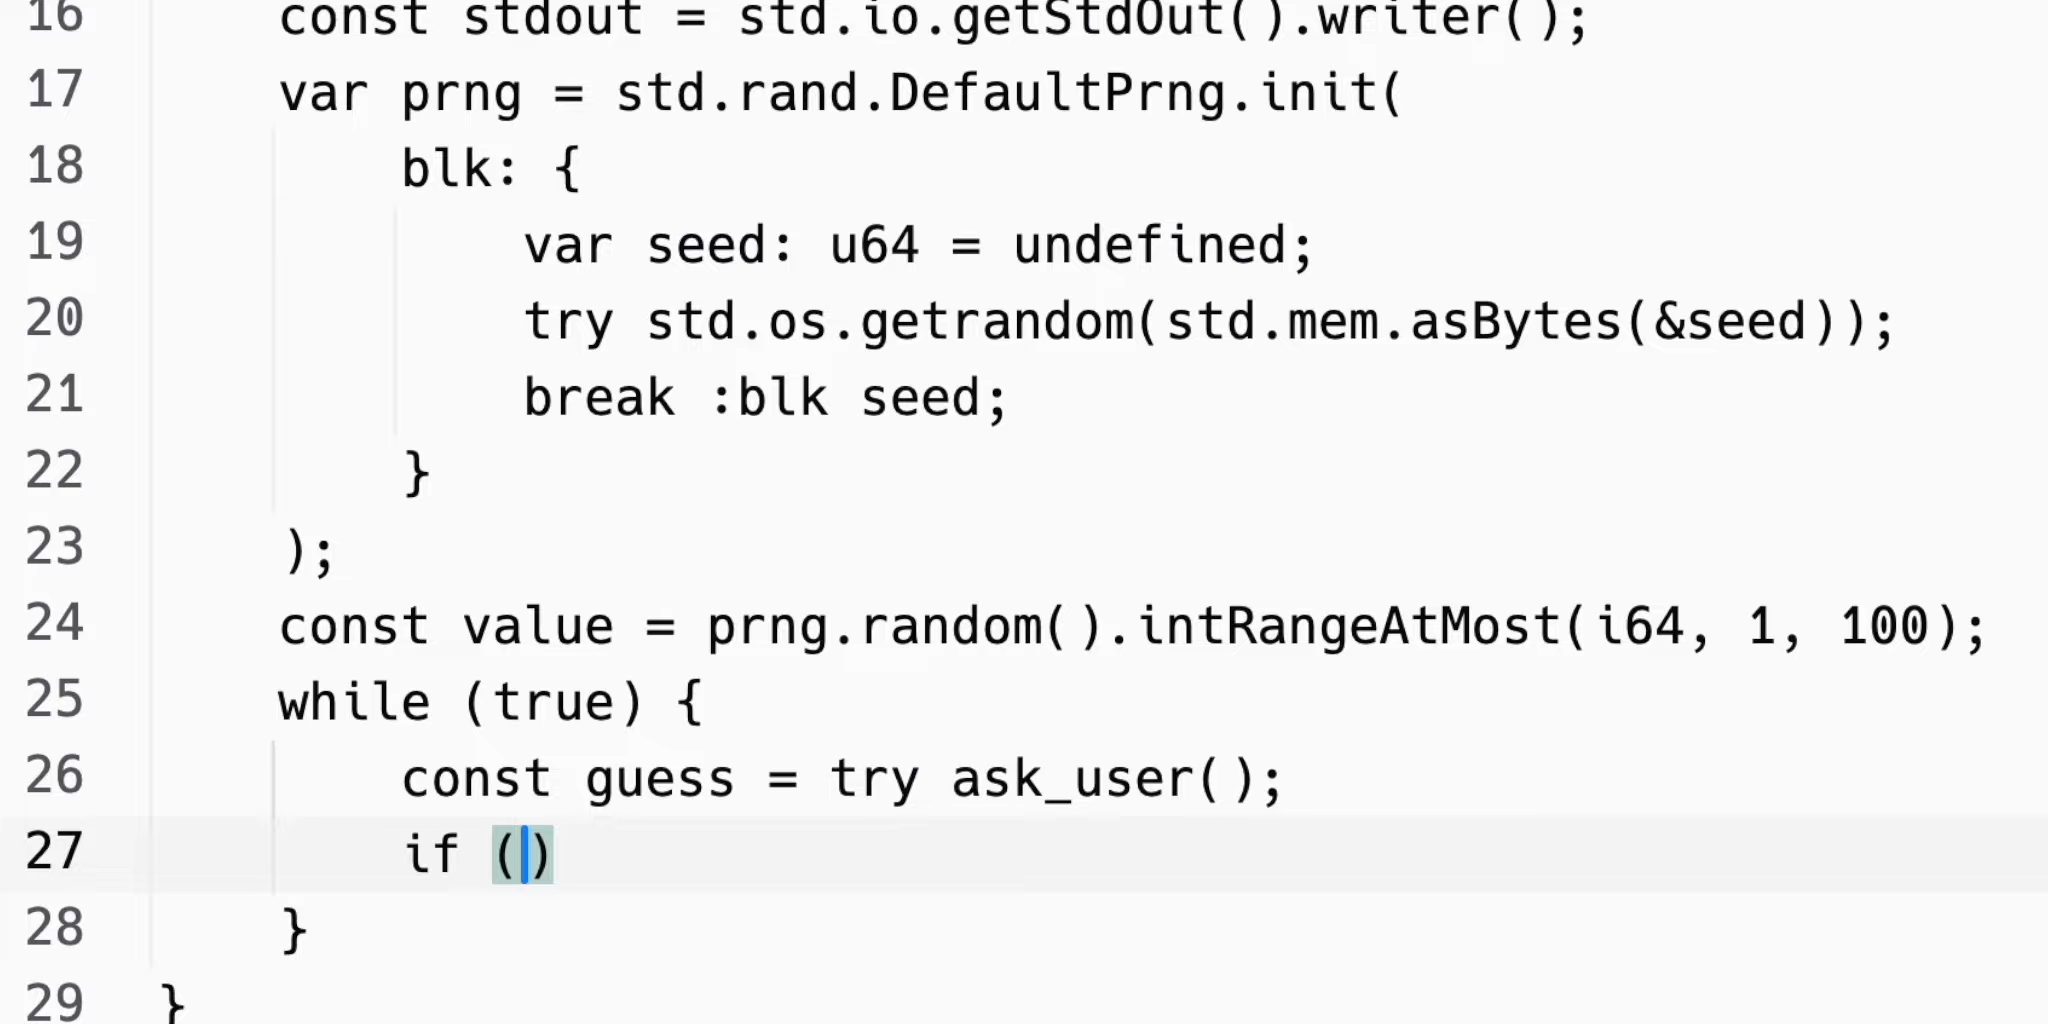 16 const stdout = std.io.getStdOut().writer();
17 var prng = std.rand.DefaultPrng.init(
18 blk: {
19 var seed: u64 = undefined;
20 try std.os.getrandom(std.mem.asBytes(&seed));
21 break :blk seed;
22 }
23 );
24 const value = prng.random().intRangeAtMost(i64, 1, 100);
25 while (true) {
26 const guess = try ask_user();
27 if ()
28 }
29 }